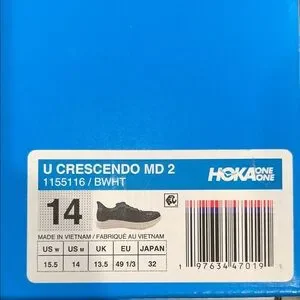 U CRESCENDO MD 2
1155116 / BWHT
HOKA ONE ONE
14
MADE IN VIETNAM / FABRIQUÉ AU VIETNAM
US W US M UK EU JAPAN
15.5 14 13.5 49 1/3 32
1 97634 47019